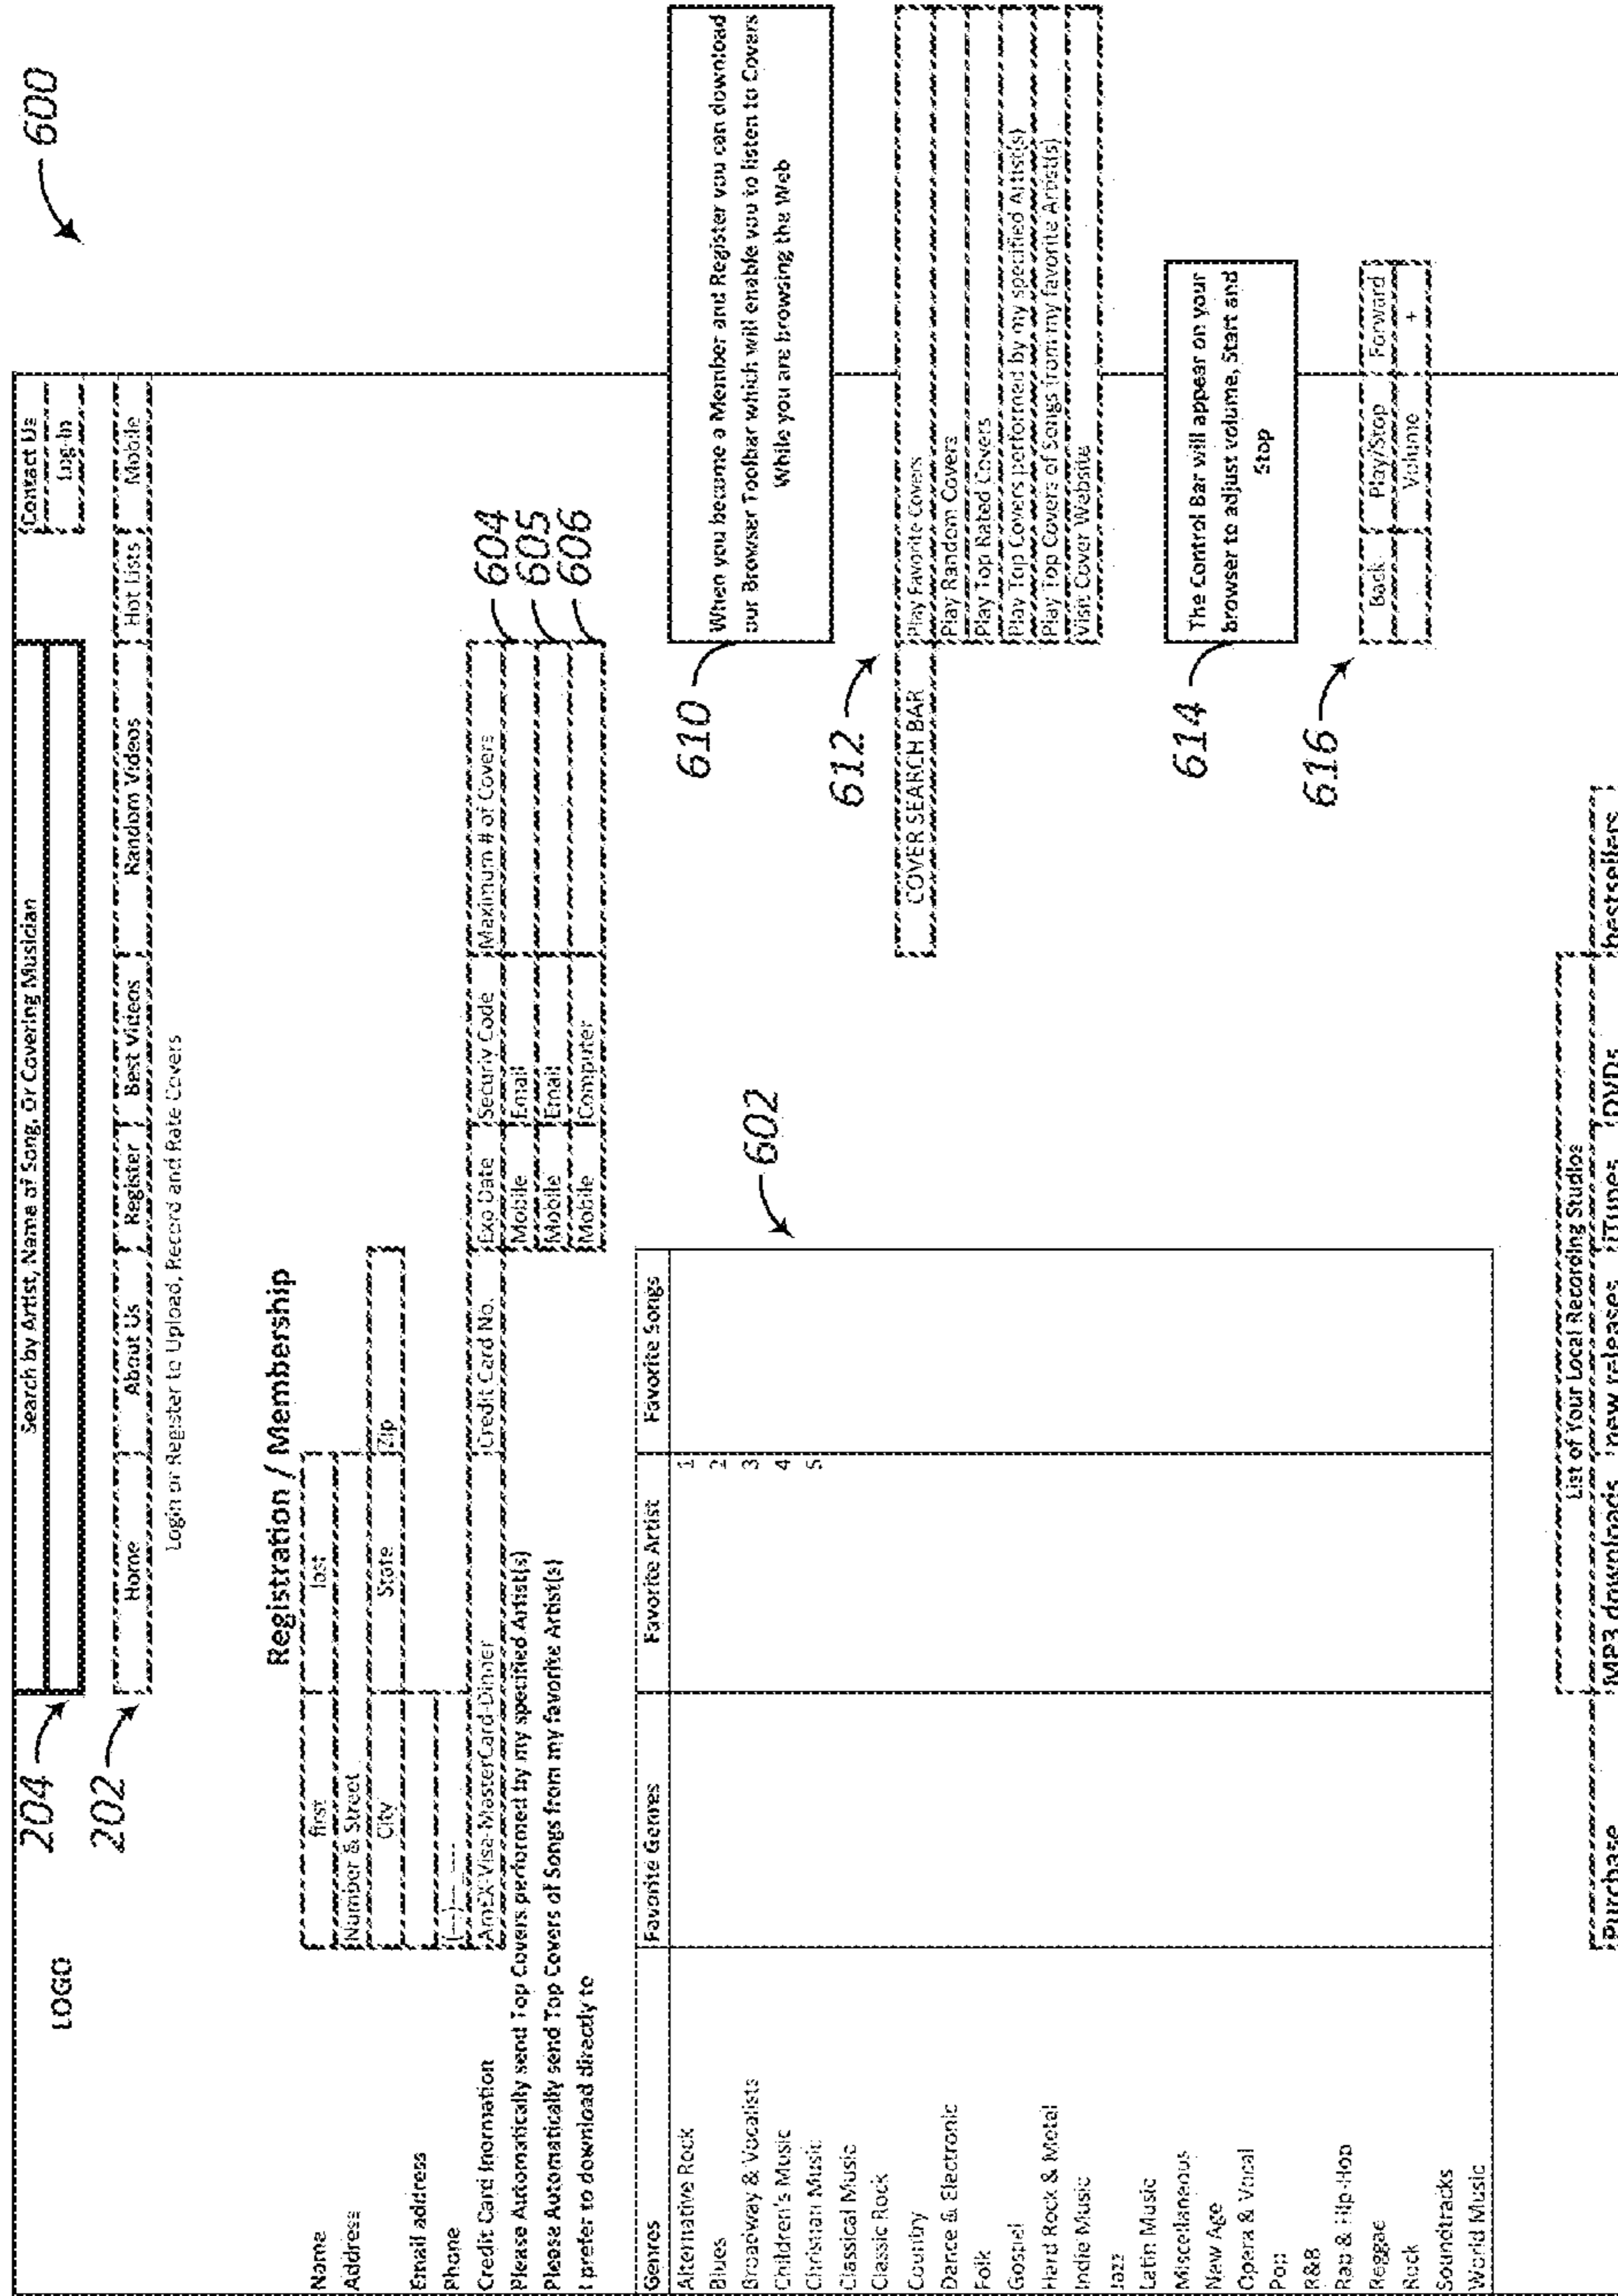 600
Search by Artist, Name of Song, Or Covering Musician
Contact Us
204
LOGO
Log-In
202
Home About Us Register Best Videos Random Videos Hot Lists Mobile
Login or Register to Upload, Record and Rate Covers
Registration / Membership
Name first last
Address Number & Street
City State Zip
Email address
Phone (---)--- ----
Credit Card Inormation AmEX-Visa-MasterCard-Dinner Credit Card No. Exp Date Security Code Maximum # of Covers
Please Automatically send Top Covers performed by my specified Artist(s) Mobile Email 604
Please Automatically send Top Covers of Songs from my favorite Artist(s) Mobile Email 605
I prefer to download directly to Mobile Computer 606
Genres Favorite Genres Favorite Artist Favorite Songs
Alternative Rock 1
Blues 2
Broadway & Vocalists 3
Children's Music 4
Christian Music 5
Classical Music
Classic Rock
Country
Dance & Electronic
Folk
Gospel
Hard Rock & Metal
Indie Music
Jazz
Latin Music
Miscellaneous
New Age
Opera & Vocal
Pop
R&B
Rap & Hip-Hop
Reggae
Rock
Soundtracks
World Music
602
610
When you become a Member and Register you can download
our Browser Toolbar which will enable you to listen to Covers
While you are browsing the Web
612
COVER SEARCH BAR Play Favorite Covers
Play Random Covers
Play Top Rated Covers
Play Top Covers performed by my specified Artist(s)
Play Top Covers of Songs from my favorite Artist(s)
Visit Cover Website
614
The Control Bar will appear on your
browser to adjust volume, Start and
Stop
616
Back Play/Stop Forward
Volume +
List of Your Local Recording Studios
Purchase MP3 downloads new releases iTunes DVDs bestsellers